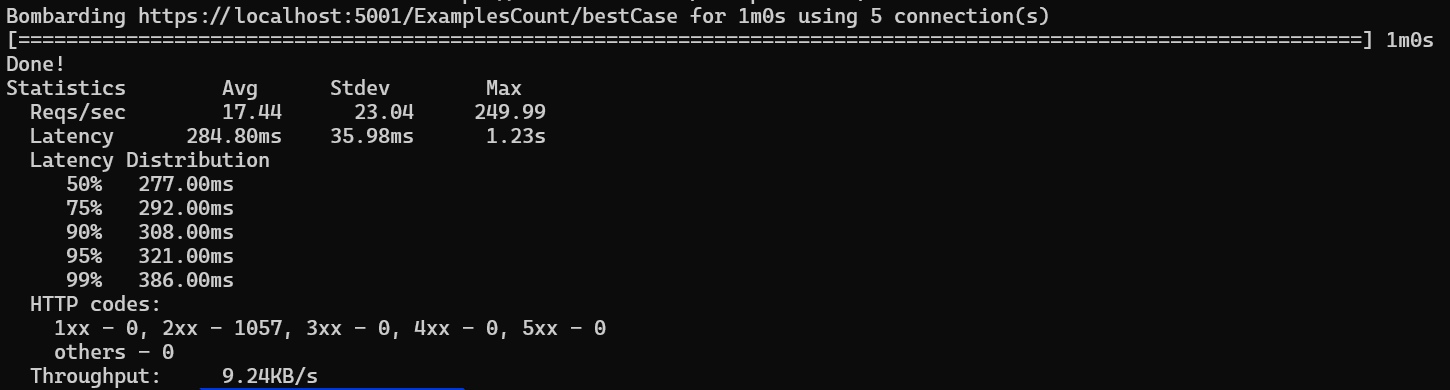 Bombarding https://localhost:5001/ExamplesCount/bestCase for 1m0s using 5 connection(s)
[================================================================================================================] 1m0s
Done!
Statistics        Avg      Stdev        Max
  Reqs/sec        17.44      23.04     249.99
  Latency      284.80ms    35.98ms      1.23s
  Latency Distribution
     50%   277.00ms
     75%   292.00ms
     90%   308.00ms
     95%   321.00ms
     99%   386.00ms
  HTTP codes:
    1xx - 0, 2xx - 1057, 3xx - 0, 4xx - 0, 5xx - 0
    others - 0
  Throughput:     9.24KB/s